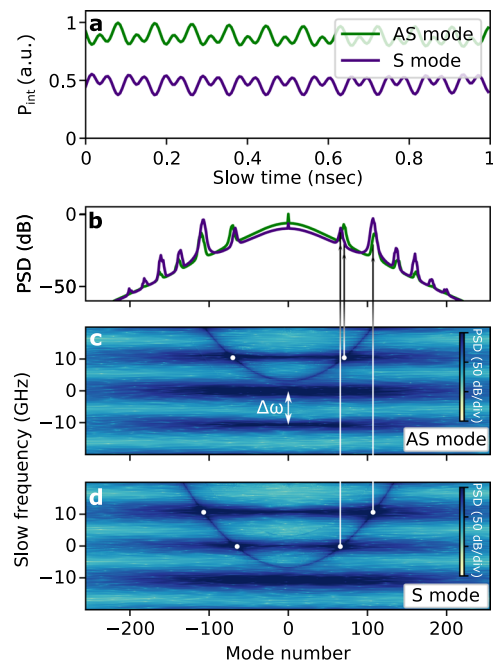 a
1
0.5
0
P_int (a.u.)
AS mode
S mode
0
0.2
0.4
0.6
0.8
1
Slow time (nsec)
b
0
−50
PSD (dB)
c
10
0
−10
Δω
PSD (50 dB/div)
AS mode
Slow frequency (GHz)
d
10
0
−10
PSD (50 dB/div)
S mode
−200
−100
0
100
200
Mode number